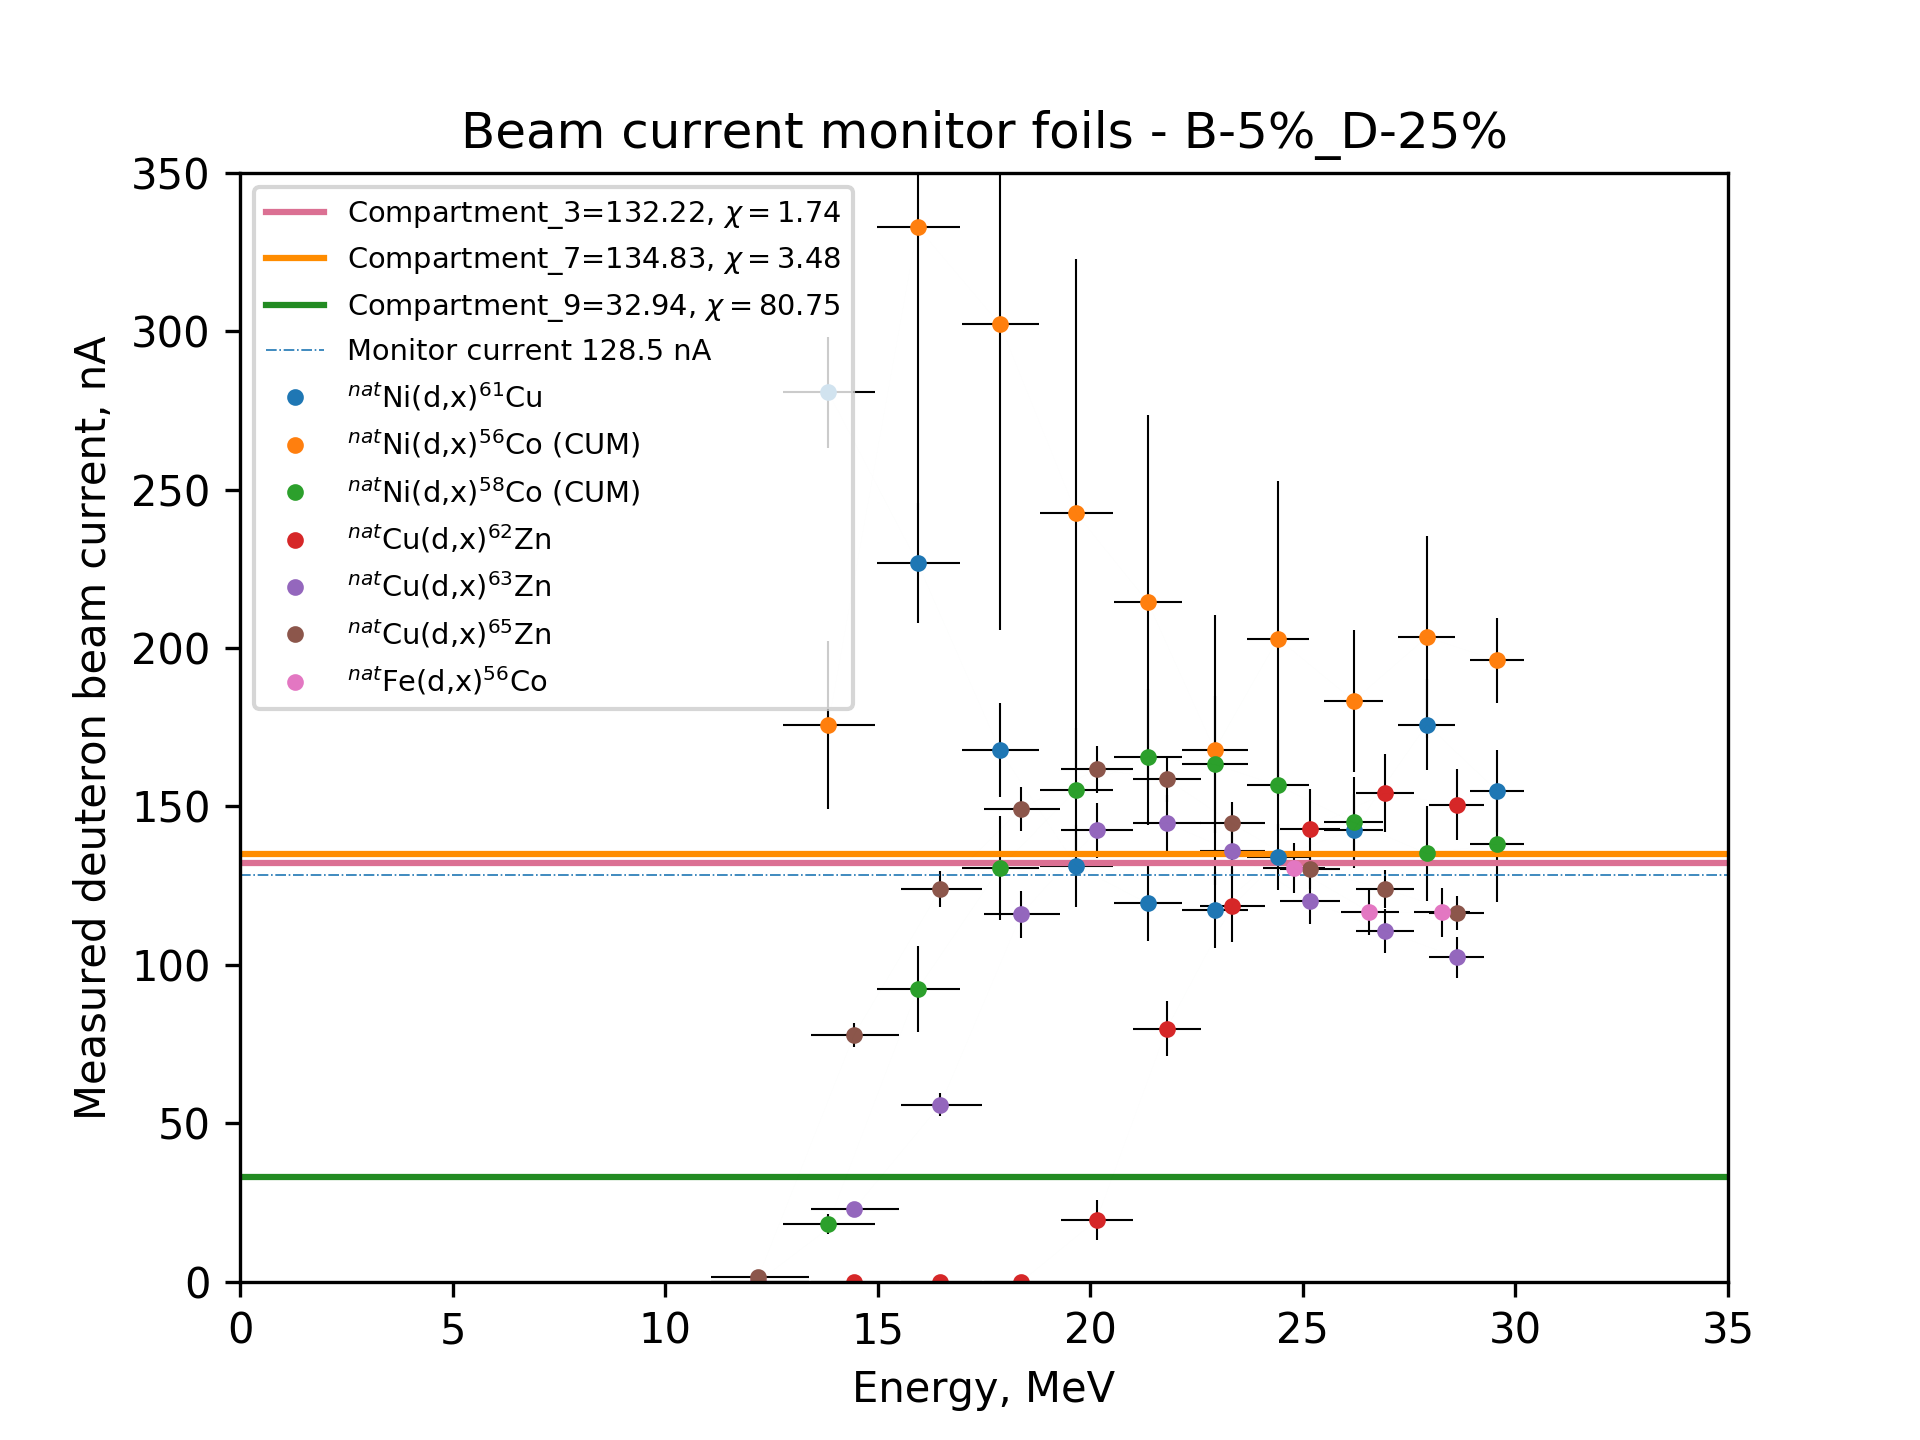 Beam current monitor foils - B-5%_D-25%
Measured deuteron beam current, nA
350
300
250
200
150
100
50
0
Compartment_3=132.22, χ = 1.74
Compartment_7=134.83, χ = 3.48
Compartment_9=32.94, χ = 80.75
Monitor current 128.5 nA
ⁿᵃᵗNi(d,x)⁶¹Cu
ⁿᵃᵗNi(d,x)⁵⁶Co (CUM)
ⁿᵃᵗNi(d,x)⁵⁸Co (CUM)
ⁿᵃᵗCu(d,x)⁶²Zn
ⁿᵃᵗCu(d,x)⁶³Zn
ⁿᵃᵗCu(d,x)⁶⁵Zn
ⁿᵃᵗFe(d,x)⁵⁶Co
0 5 10 15 20 25 30 35
Energy, MeV